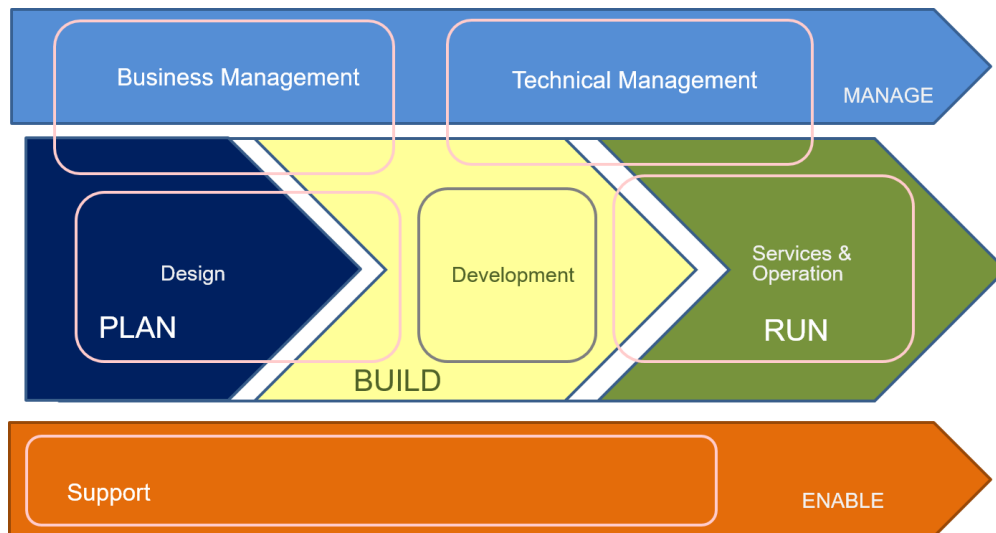 Business Management
Technical Management
MANAGE
Design
PLAN
BUILD
Development
Services &
Operation
RUN
Support
ENABLE